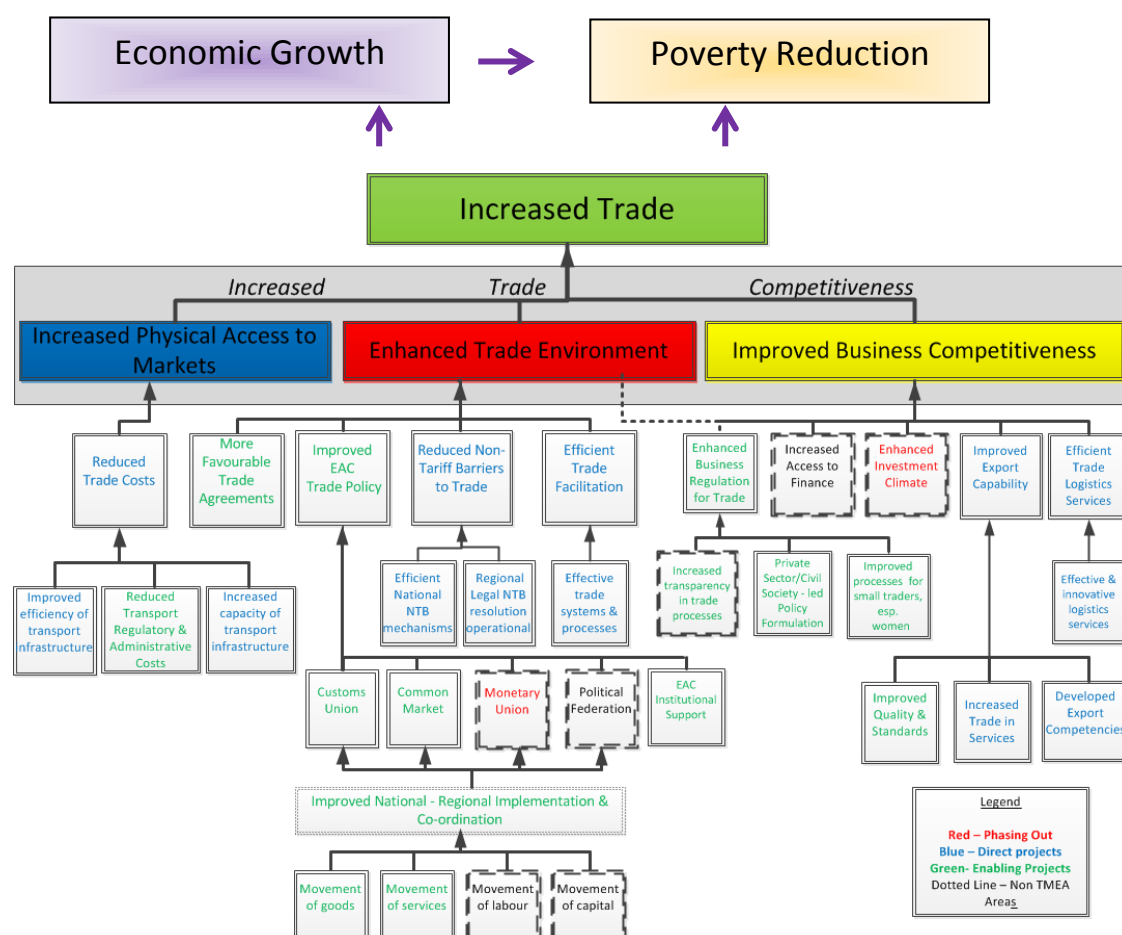 Economic Growth
Poverty Reduction
Increased Trade
Increased Trade Competitiveness
Increased Physical Access to
Markets
Enhanced Trade Environment
Improved Business Competitiveness
Reduced
Trade Costs
More
Favourable
Trade
Agreements
Improved
EAC
Trade Policy
Reduced Non-
Tariff Barriers
to Trade
Efficient
Trade
Facilitation
Enhanced
Business
Regulation
for Trade
Increased
Access to
Finance
Enhanced
Investment
Climate
Improved
Export
Capability
Efficient
Trade
Logistics
Services
Improved
efficiency of
transport
nfrastructure
Reduced
Transport
Regulatory &
Administrative
Costs
Increased
capacity of
transport
infrastructure
Efficient
National
NTB
mechanisms
Regional
Legal NTB
resolution
operational
Effective
trade
systems &
processes
Increased
transparency
in trade
processes
Private
Sector/Civil
Society - led
Policy
Formulation
Improved
processes for
small traders,
esp.
women
Effective &
innovative
logistics
services
Customs
Union
Common
Market
Monetary
Union
Political
Federation
EAC
Institutional
Support
Improved
Quality &
Standards
Increased
Trade in
Services
Developed
Export
Competencies
Improved National - Regional Implementation &
Co-ordination
Movement
of goods
Movement
of services
Movement
of labour
Movement
of capital
Legend
Red – Phasing Out
Blue – Direct projects
Green- Enabling Projects
Dotted Line – Non TMEA
Areas